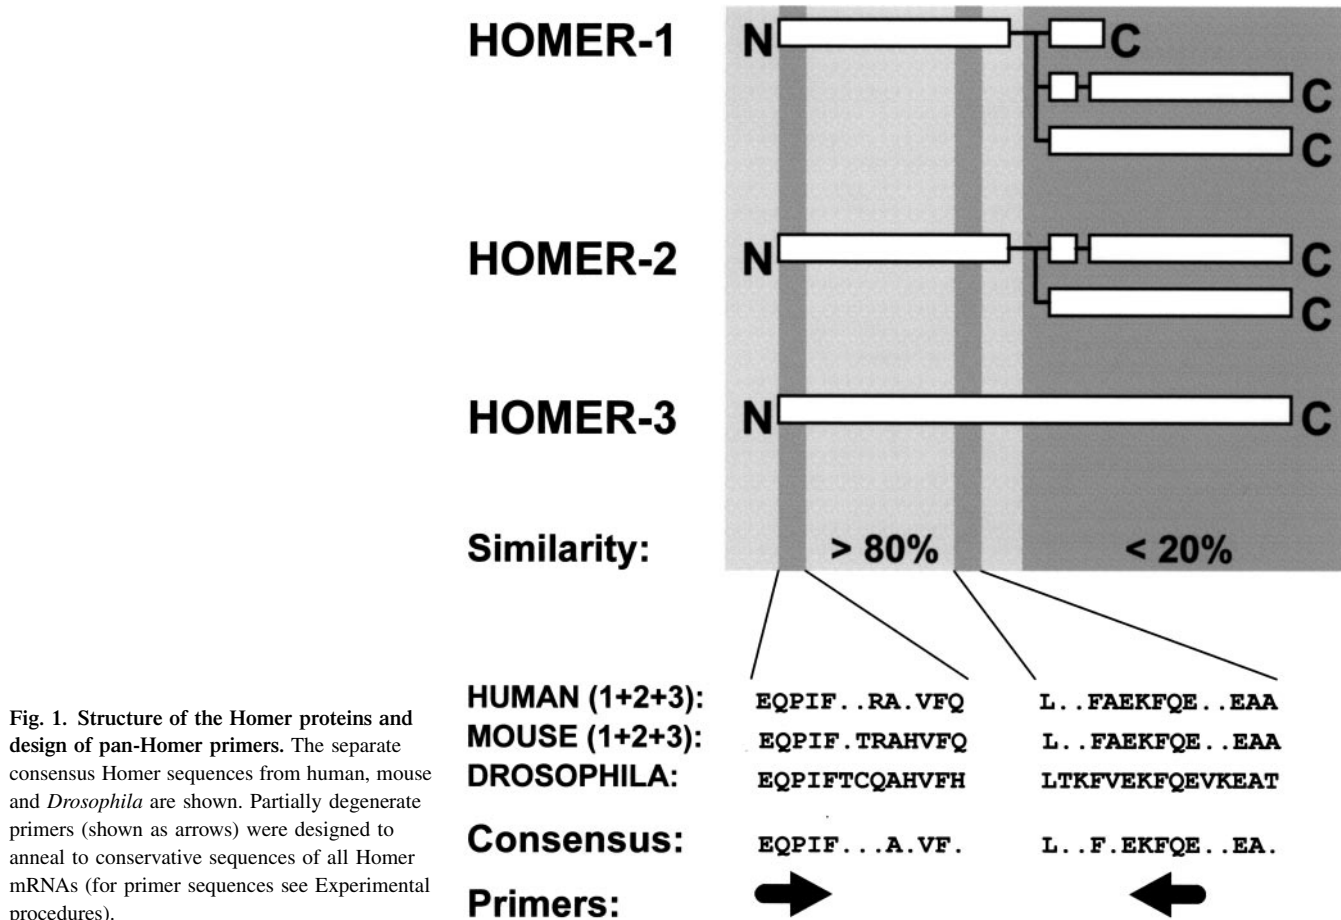 HOMER-1 N C
C
C
HOMER-2 N C
C
HOMER-3 N C
Similarity: > 80% < 20%
HUMAN (1+2+3): EQPIF..RA.VFQ L..FAEKFQE..EAA
MOUSE (1+2+3): EQPIF.TRAHVFQ L..FAEKFQE..EAA
DROSOPHILA: EQPIFTCQAHVFH LTKFVEKFQEVKEAT
Consensus: EQPIF...A.VF. L..F.EKFQE..EA.
Primers:
Fig. 1. Structure of the Homer proteins and
design of pan-Homer primers. The separate
consensus Homer sequences from human, mouse
and Drosophila are shown. Partially degenerate
primers (shown as arrows) were designed to
anneal to conservative sequences of all Homer
mRNAs (for primer sequences see Experimental
procedures).